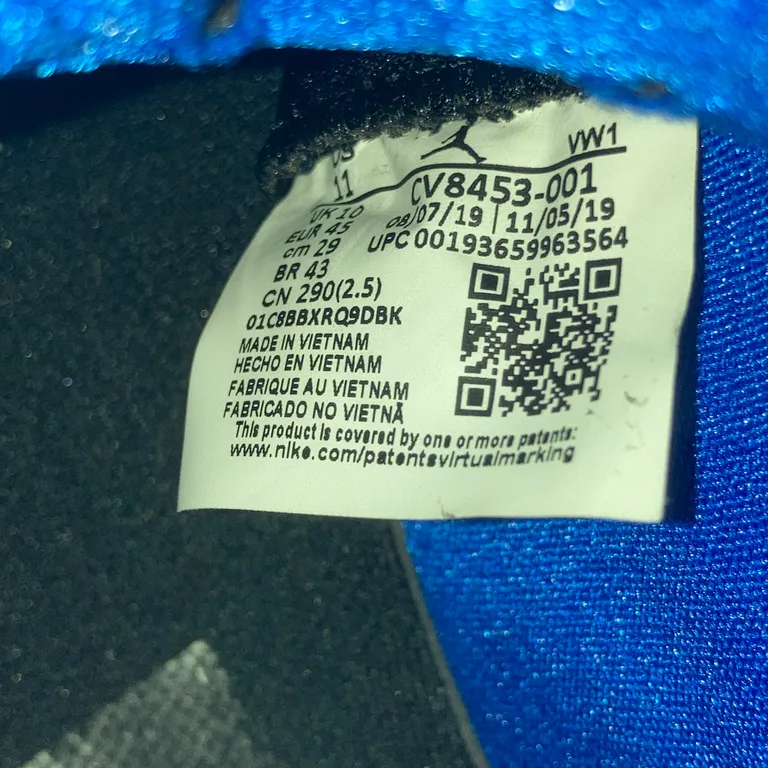 US
11
VW1
CV8453-001
UK 10
08/07/19 | 11/05/19
EUR 45
UPC 00193659963564
cm 29
BR 43
CN 290(2.5)
01C8BBXRQ9DBK
MADE IN VIETNAM
HECHO EN VIETNAM
FABRIQUE AU VIETNAM
FABRICADO NO VIETNÃ
This product is covered by one or more patents:
www.nike.com/patentsvirtualmarking